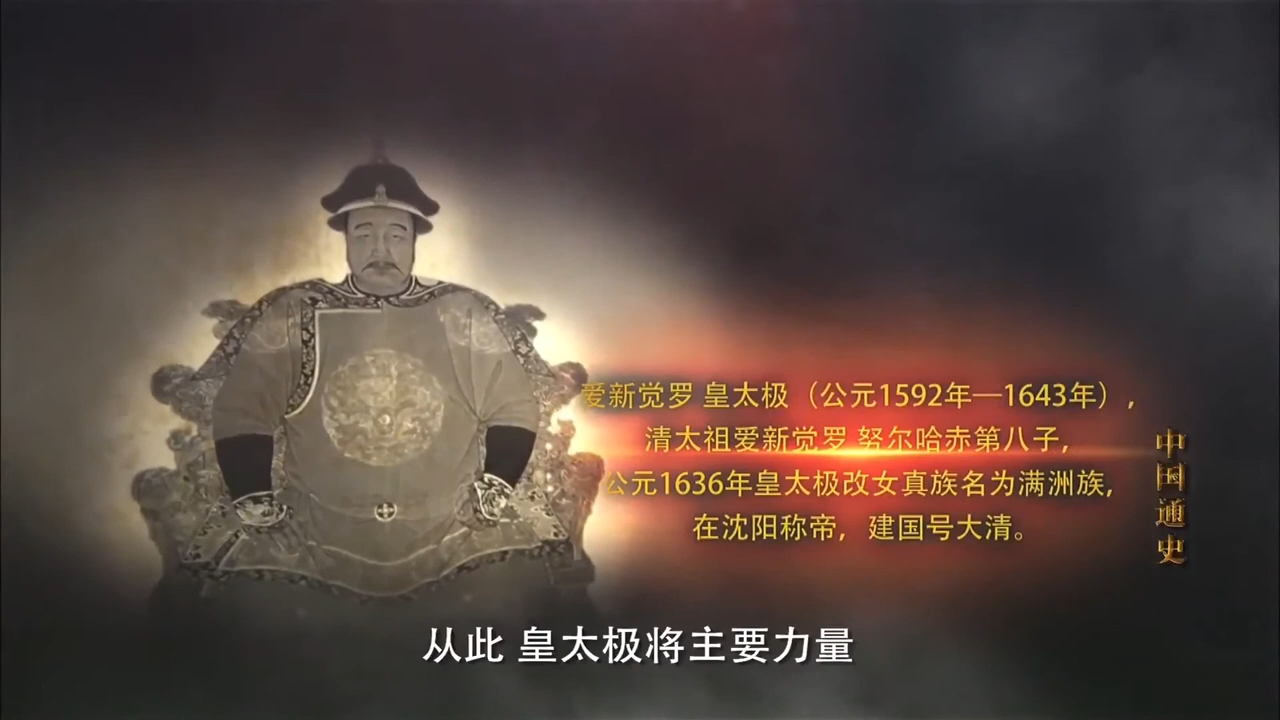 爱新觉罗 皇太极（公元1592年—1643年），
清太祖爱新觉罗 努尔哈赤第八子，
公元1636年皇太极改女真族名为满洲族，
在沈阳称帝，建国号大清。
中国通史
从此 皇太极将主要力量